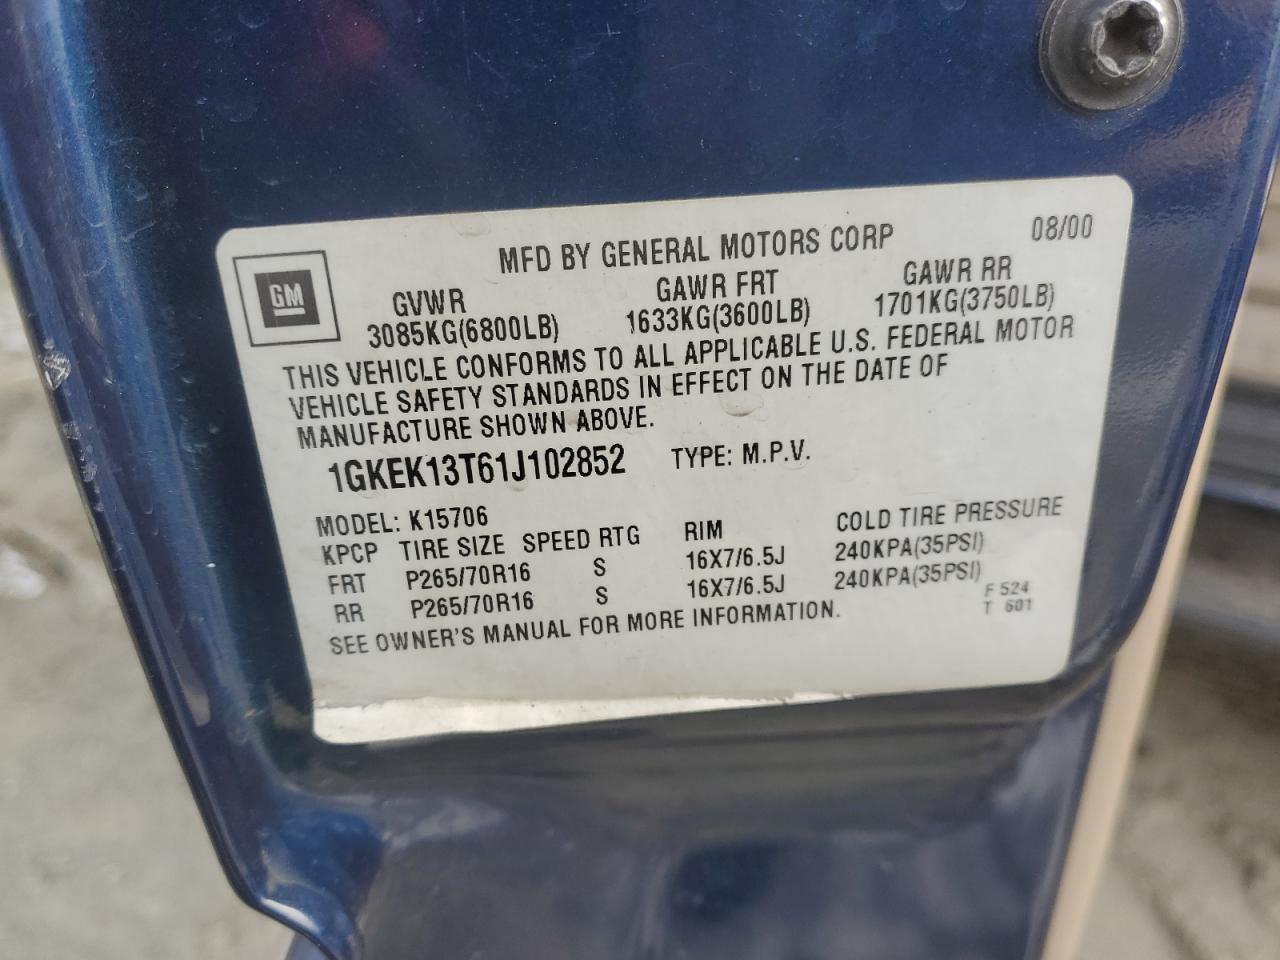 MFD BY GENERAL MOTORS CORP 08/00
GM
GVWR GAWR FRT GAWR RR
3085KG(6800LB) 1633KG(3600LB) 1701KG(3750LB)
THIS VEHICLE CONFORMS TO ALL APPLICABLE U.S. FEDERAL MOTOR
VEHICLE SAFETY STANDARDS IN EFFECT ON THE DATE OF
MANUFACTURE SHOWN ABOVE.
1GKEK13T61J102852 TYPE: M.P.V.
MODEL: K15706
KPCP TIRE SIZE SPEED RTG RIM COLD TIRE PRESSURE
FRT P265/70R16 S 16X7/6.5J 240KPA(35PSI)
RR P265/70R16 S 16X7/6.5J 240KPA(35PSI)
SEE OWNER'S MANUAL FOR MORE INFORMATION.
F 524
T 601